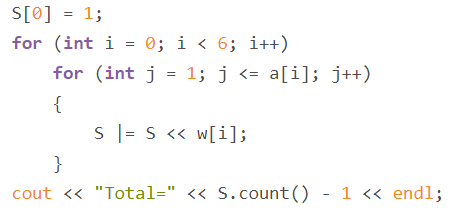 S[0] = 1;
for (int i = 0; i < 6; i++)
    for (int j = 1; j <= a[i]; j++)
    {
        S |= S << w[i];
    }
cout << "Total=" << S.count() - 1 << endl;